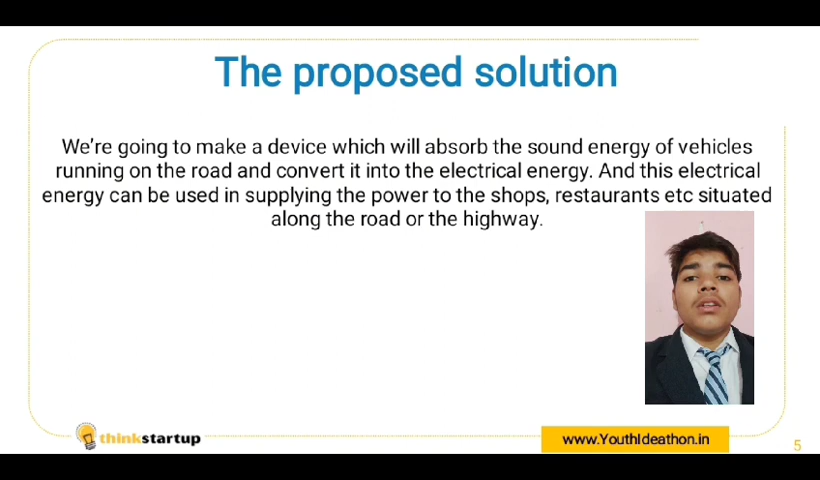 The proposed solution
We're going to make a device which will absorb the sound energy of vehicles
running on the road and convert it into the electrical energy. And this electrical
energy can be used in supplying the power to the shops, restaurants etc situated
along the road or the highway.
thinkstartup
www.YouthIdeathon.in
5